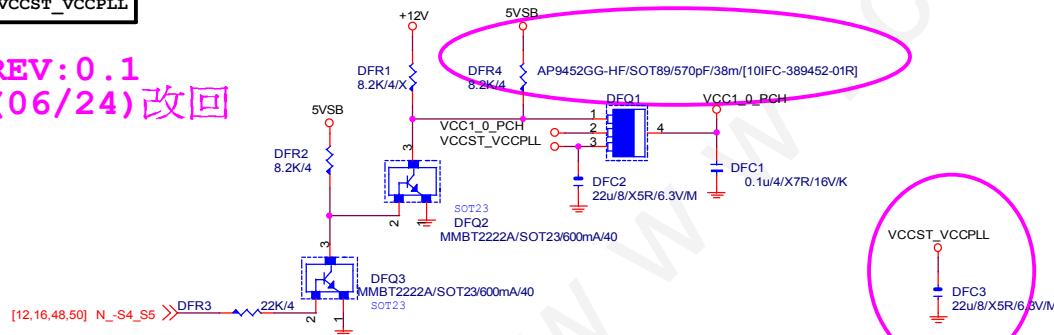 VCCST_VCCPLL
REV:0.1
(06/24)改回
+12V
5VSB
DFR1
8.2K/4/X
DFR4
8.2K/4
AP9452GG-HF/SOT89/570pF/38m/[10IFC-389452-01R]
DFQ1
VCC1_0_PCH
5VSB
VCC1_0_PCH
VCCST_VCCPLL
1
2
3
4
DFR2
8.2K/4
3
DFC2
22u/8/X5R/6.3V/M
DFC1
0.1u/4/X7R/16V/K
SOT23
2
1
DFQ2
MMBT2222A/SOT23/600mA/40
VCCST_VCCPLL
3
DFQ3
MMBT2222A/SOT23/600mA/40
SOT23
DFC3
22u/8/X5R/6.3V/M
[12,16,48,50] N_-S4_S5
DFR3
22K/4
2
1
W W W